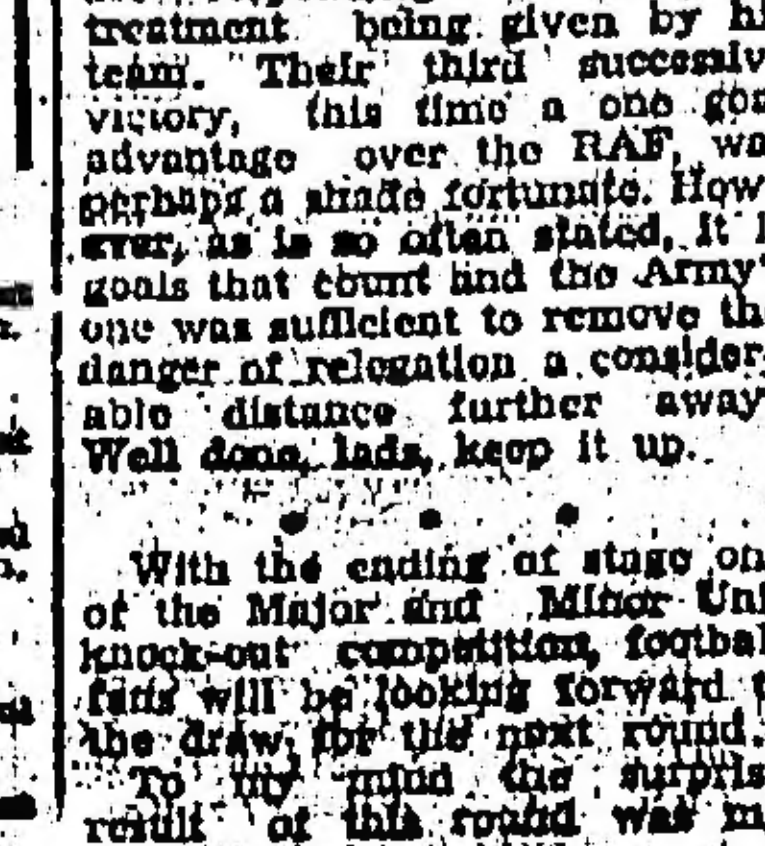 treatment being given by hi
team. Their third successiv
victory, this time a one goa
advantage over the RAF, wa
perhaps a shade fortunate. How-
ever, as is so often stated, it i
goals that count and the Army'
one was sufficient to remove the
danger of relegation a consider-
able distance further away
Well done, lads, keep it up.
With the ending of stage on
of the Major and Minor Uni
knock-out competition, footbal
fans will be looking forward t
the draw for the next round.
To my mind the surpris
result of this round was m